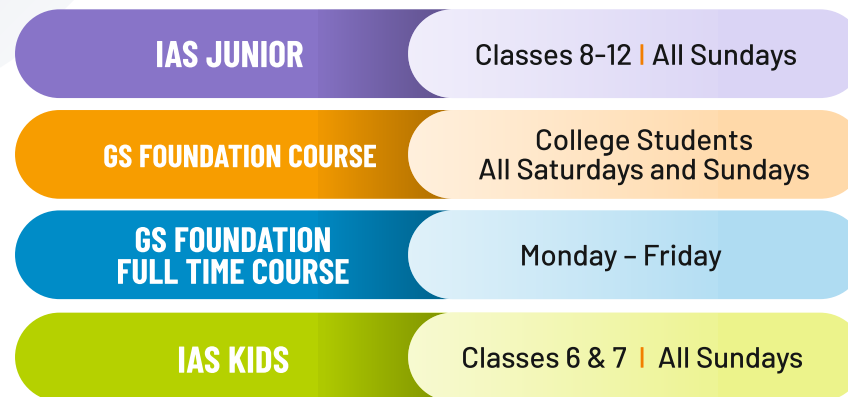 IAS JUNIOR
Classes 8-12 | All Sundays
GS FOUNDATION COURSE
College Students
All Saturdays and Sundays
GS FOUNDATION
FULL TIME COURSE
Monday – Friday
IAS KIDS
Classes 6 & 7 | All Sundays